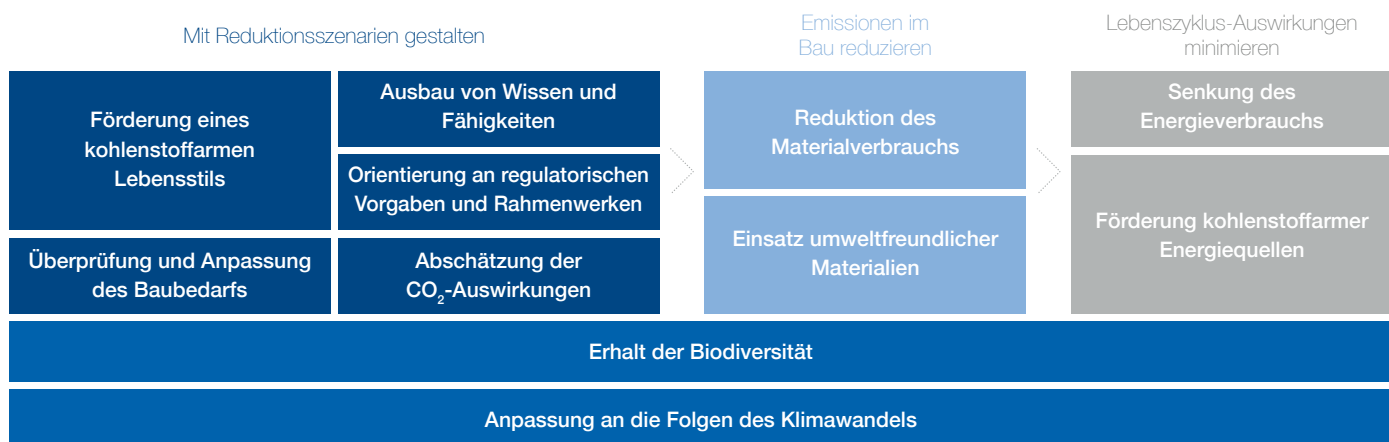 Mit Reduktionsszenarien gestalten
Emissionen im
Bau reduzieren
Lebenszyklus-Auswirkungen
minimieren
Förderung eines
kohlenstoffarmen
Lebensstils
Überprüfung und Anpassung
des Baubedarfs
Ausbau von Wissen und
Fähigkeiten
Orientierung an regulatorischen
Vorgaben und Rahmenwerken
Abschätzung der
CO₂-Auswirkungen
Reduktion des
Materialverbrauchs
Einsatz umweltfreundlicher
Materialien
Senkung des
Energieverbrauchs
Förderung kohlenstoffarmer
Energiequellen
Erhalt der Biodiversität
Anpassung an die Folgen des Klimawandels